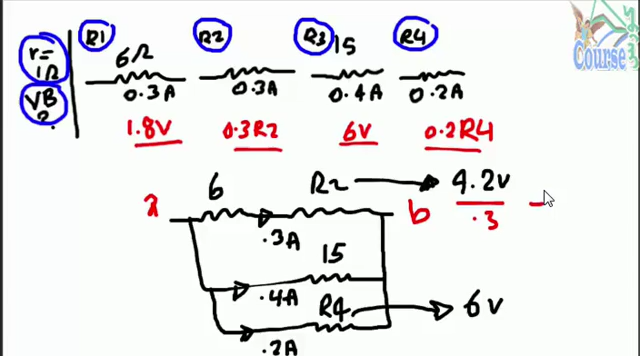 R1 R2 R3 15 R4
r=
1Ω
6Ω
0.3A 0.3A 0.4A 0.2A
VB
?
1.8V 0.3R2 6V 0.2R4
6 R2 4.2V
a b .3 -
.3A
15
.4A
R4 6V
.2A
Course